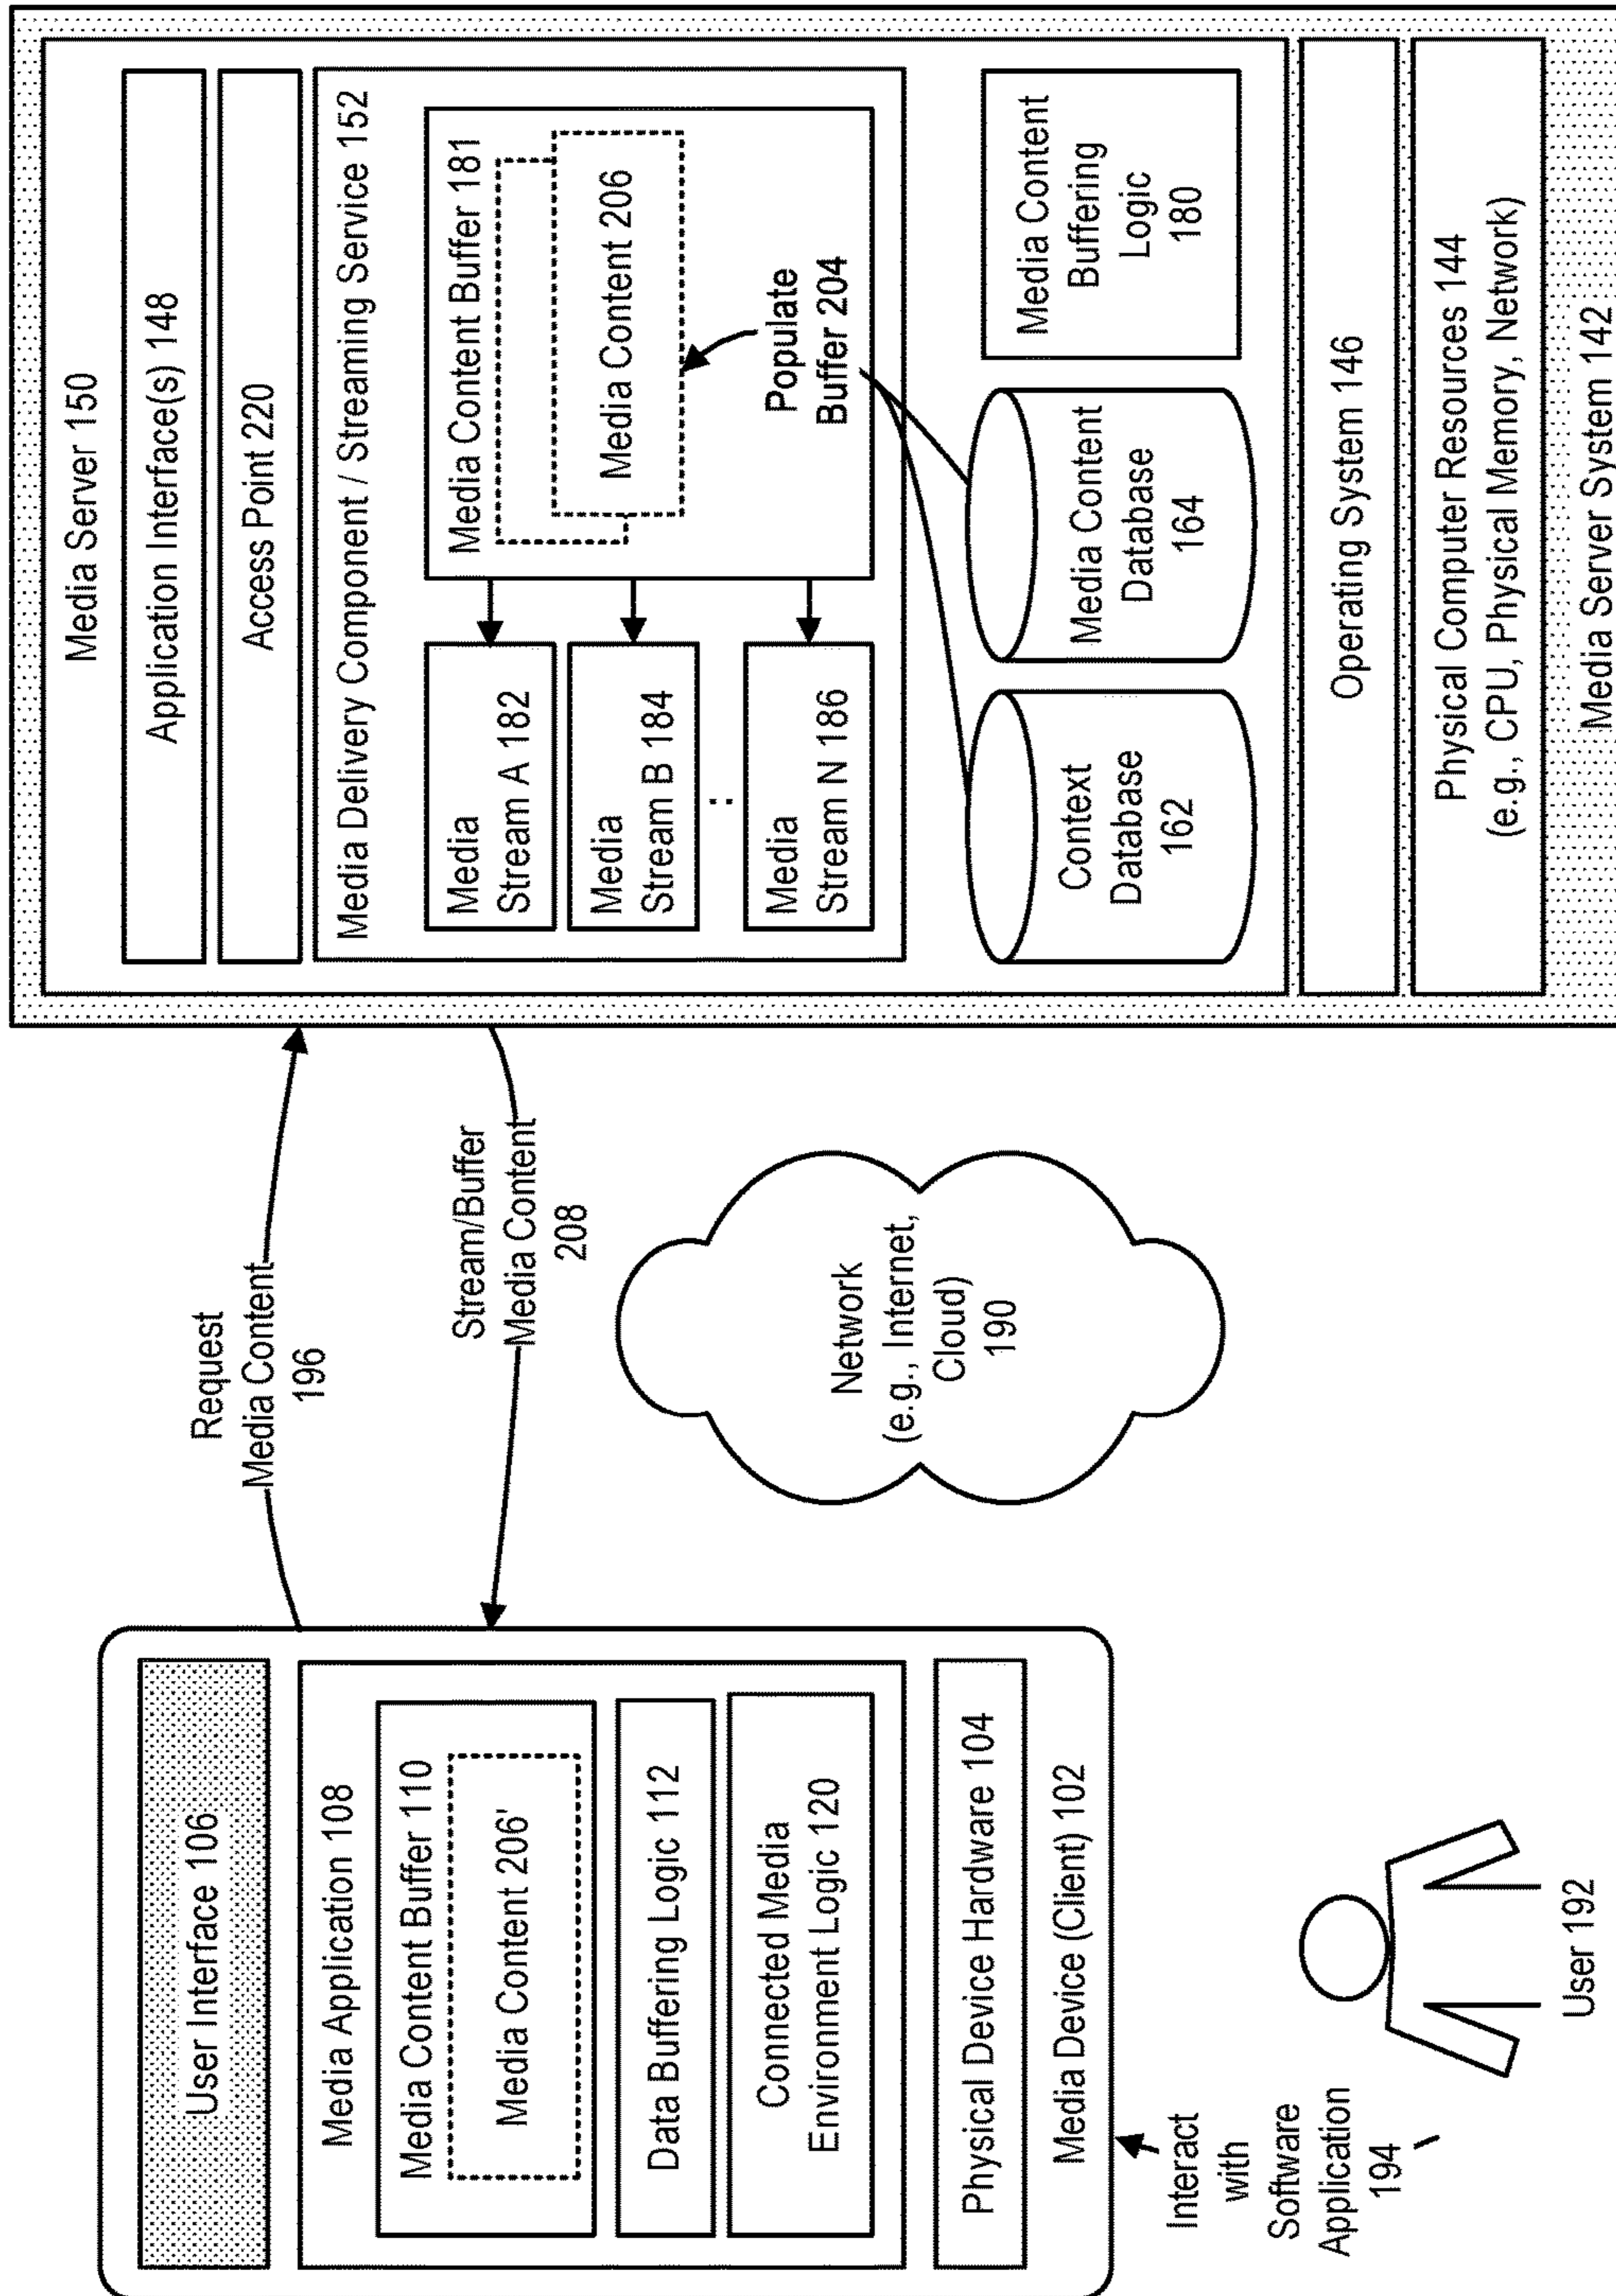 User Interface 106
Media Application 108
Media Content Buffer 110
Media Content 206'
Data Buffering Logic 112
Connected Media
Environment Logic 120
Physical Device Hardware 104
Media Device (Client) 102
Interact
with
Software
Application
194
User 192
Request
Media Content
196
Stream/Buffer
Media Content
208
Network
(e.g., Internet,
Cloud)
190
Media Server 150
Application Interface(s) 148
Access Point 220
Media Delivery Component / Streaming Service 152
Media
Stream A 182
Media
Stream B 184
:
Media
Stream N 186
Media Content Buffer 181
Media Content 206
Populate
Buffer 204
Context
Database
162
Media Content
Database
164
Media Content
Buffering
Logic
180
Operating System 146
Physical Computer Resources 144
(e.g., CPU, Physical Memory, Network)
Media Server System 142